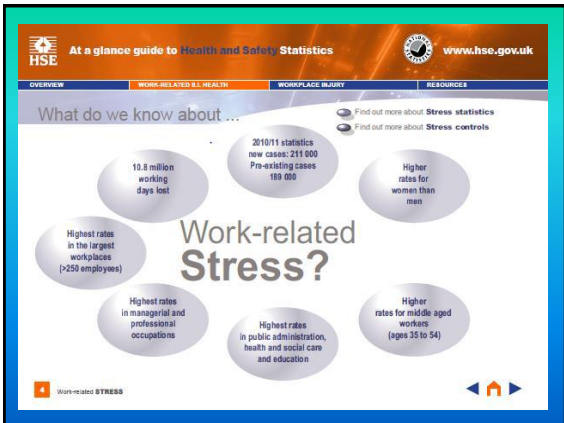 HSE
At a glance guide to Health and Safety Statistics
NATIONAL STATISTICS
www.hse.gov.uk
OVERVIEW
WORK-RELATED ILL HEALTH
WORKPLACE INJURY
RESOURCES
What do we know about ...
Find out more about Stress statistics
Find out more about Stress controls
10.8 million
working
days lost
2010/11 statistics
new cases: 211 000
Pre-existing cases
189 000
Higher
rates for
women than
men
Highest rates
in the largest
workplaces
(>250 employees)
Work-related
Stress?
Highest rates
in managerial and
professional
occupations
Highest rates
in public administration,
health and social care
and education
Higher
rates for middle aged
workers
(ages 35 to 54)
4
Work-related STRESS